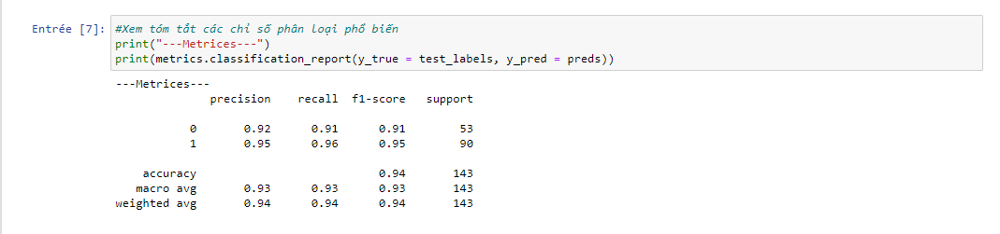 Entrée [7]: #Xem tóm tắt các chỉ số phân loại phổ biến
print("---Metrices---")
print(metrics.classification_report(y_true = test_labels, y_pred = preds))
---Metrices---
precision recall f1-score support
0 0.92 0.91 0.91 53
1 0.95 0.96 0.95 90
accuracy 0.94 143
macro avg 0.93 0.93 0.93 143
weighted avg 0.94 0.94 0.94 143